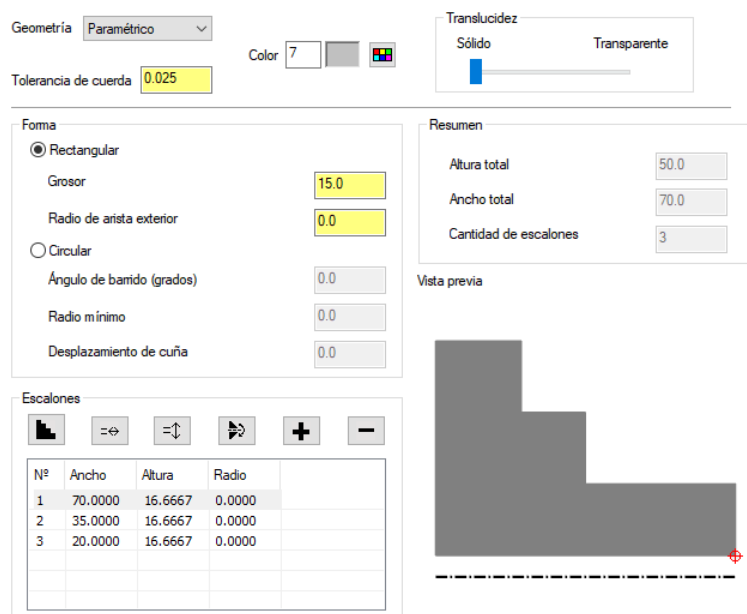 Geometría Paramétrico
Color 7
Tolerancia de cuerda 0.025
Translucidez
Sólido Transparente
Forma
Rectangular
Grosor 15.0
Radio de arista exterior 0.0
Circular
Ángulo de barrido (grados) 0.0
Radio mínimo 0.0
Desplazamiento de cuña 0.0
Resumen
Altura total 50.0
Ancho total 70.0
Cantidad de escalones 3
Vista previa
Escalones
Nº Ancho Altura Radio
1 70.0000 16.6667 0.0000
2 35.0000 16.6667 0.0000
3 20.0000 16.6667 0.0000